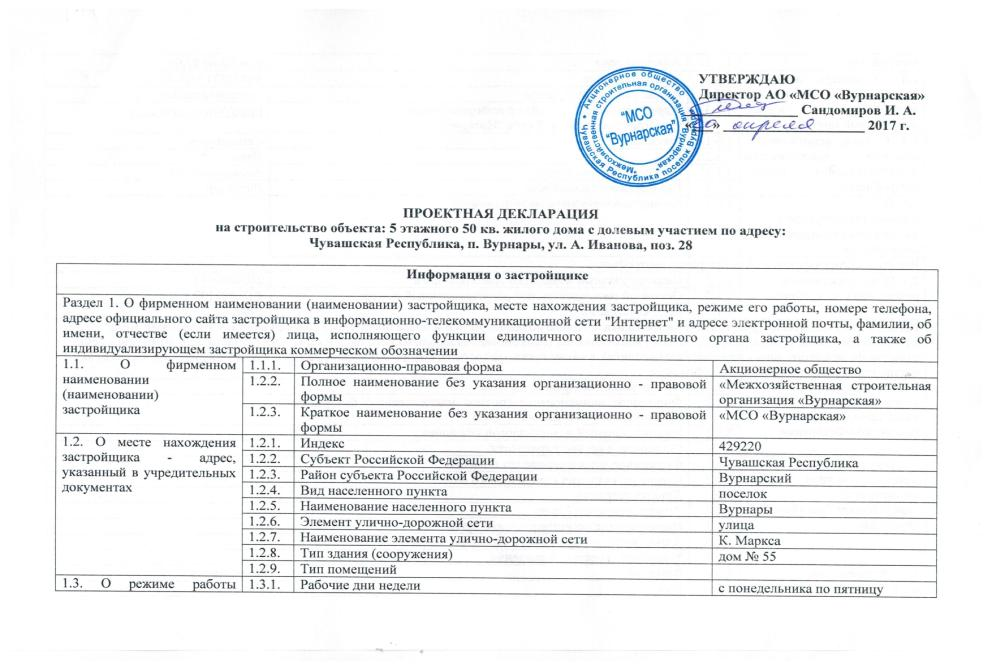 УТВЕРЖДАЮ
Директор АО «МСО «Вурнарская»
Сандомиров И. А.
апреля 2017 г.
Акционерное общество
Межхозяйственная строительная организация "Вурнарская"
"МСО
"Вурнарская"
Чувашская Республика поселок Вурнары
ПРОЕКТНАЯ ДЕКЛАРАЦИЯ
на строительство объекта: 5 этажного 50 кв. жилого дома с долевым участием по адресу:
Чувашская Республика, п. Вурнары, ул. А. Иванова, поз. 28
Информация о застройщике
Раздел 1. О фирменном наименовании (наименовании) застройщика, месте нахождения застройщика, режиме его работы, номере телефона,
адресе официального сайта застройщика в информационно-телекоммуникационной сети "Интернет" и адресе электронной почты, фамилии, об
имени, отчестве (если имеется) лица, исполняющего функции единоличного исполнительного органа застройщика, а также об
индивидуализирующем застройщика коммерческом обозначении
1.1. О фирменном
наименовании
(наименовании)
застройщика
1.1.1. Организационно-правовая форма Акционерное общество
1.2.2. Полное наименование без указания организационно - правовой
формы
«Межхозяйственная строительная
организация «Вурнарская»
1.2.3. Краткое наименование без указания организационно - правовой
формы
«МСО «Вурнарская»
1.2. О месте нахождения
застройщика - адрес,
указанный в учредительных
документах
1.2.1. Индекс 429220
1.2.2. Субъект Российской Федерации Чувашская Республика
1.2.3. Район субъекта Российской Федерации Вурнарский
1.2.4. Вид населенного пункта поселок
1.2.5. Наименование населенного пункта Вурнары
1.2.6. Элемент улично-дорожной сети улица
1.2.7. Наименование элемента улично-дорожной сети К. Маркса
1.2.8. Тип здания (сооружения) дом № 55
1.2.9. Тип помещений
1.3. О режиме работы 1.3.1. Рабочие дни недели с понедельника по пятницу